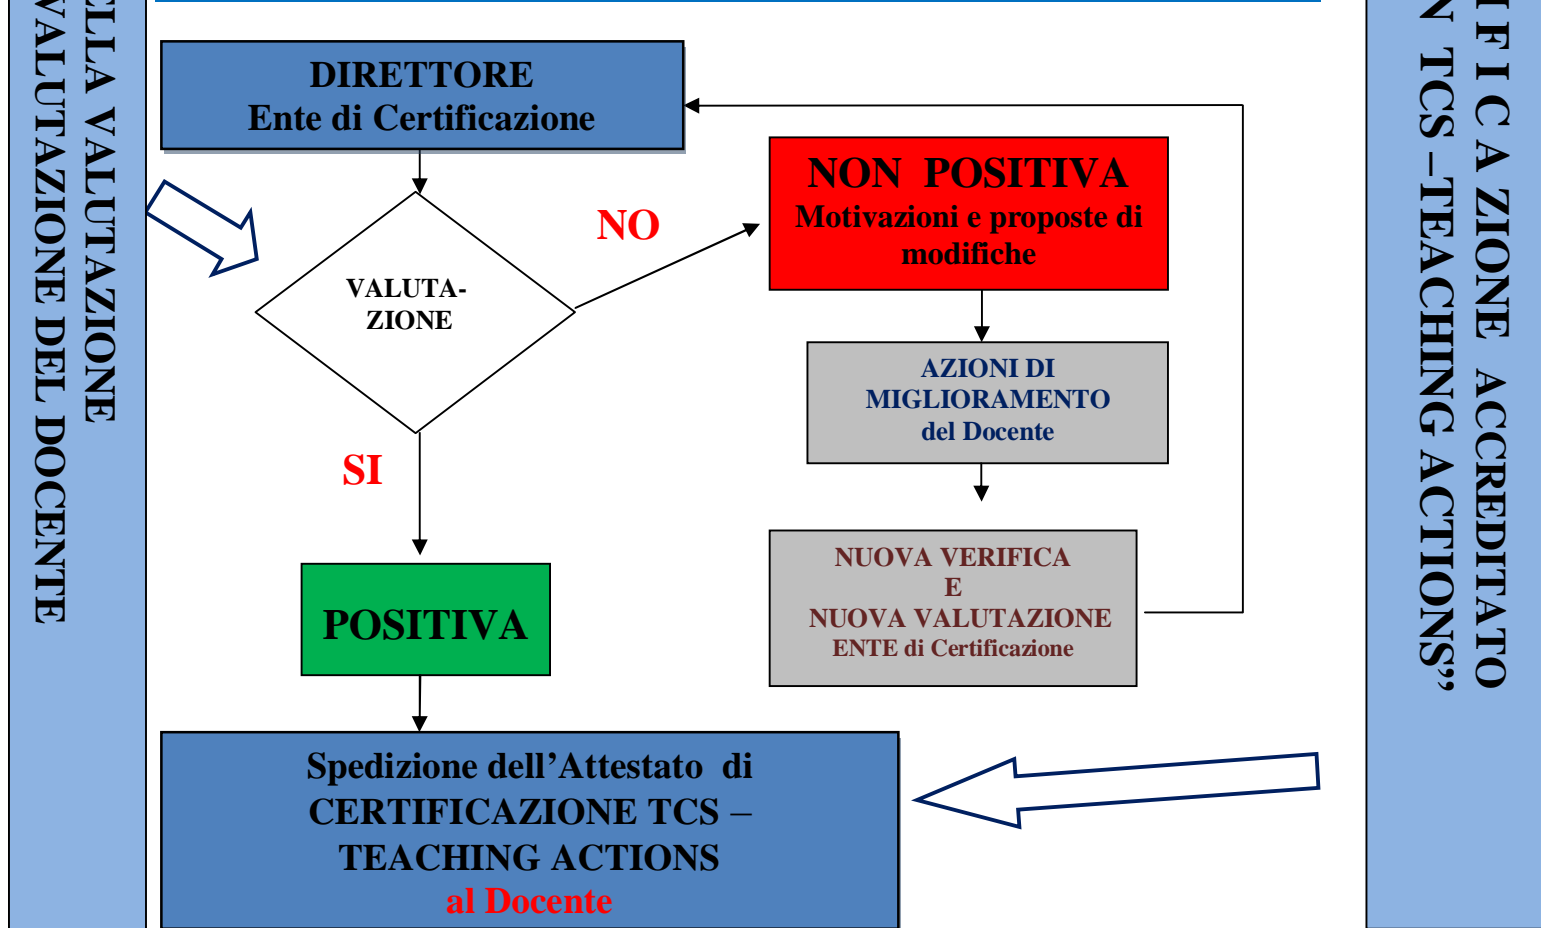 ELLA VALUTAZIONE
VALUTAZIONE DEL DOCENTE
DIRETTORE
Ente di Certificazione
VALUTA-
ZIONE
NO
NON POSITIVA
Motivazioni e proposte di
modifiche
AZIONI DI
MIGLIORAMENTO
del Docente
SI
NUOVA VERIFICA
E
NUOVA VALUTAZIONE
ENTE di Certificazione
POSITIVA
Spedizione dell’Attestato di
CERTIFICAZIONE TCS –
TEACHING ACTIONS
al Docente
I F I C A ZIONE ACCREDITATO
N TCS –TEACHING ACTIONS”